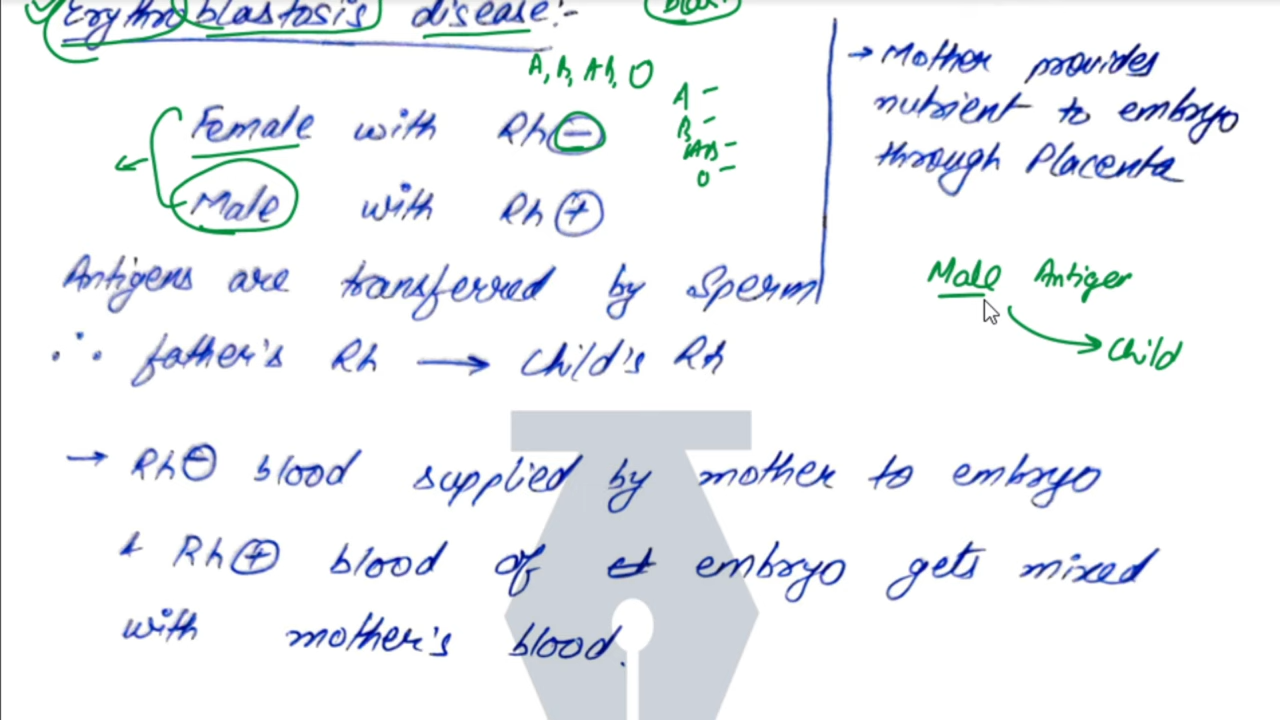 Erythroblastosis disease:-
A, B, AB, O
A -
B -
AB -
O -
Female with Rh -
Male with Rh +
Antigens are transferred by Sperm
∴ father's Rh → Child's Rh
→ Rh - blood supplied by mother to embryo
& Rh + blood of embryo gets mixed
with mother's blood.
→ Mother provides
nutrient to embryo
through Placenta
Male Antigen
Child